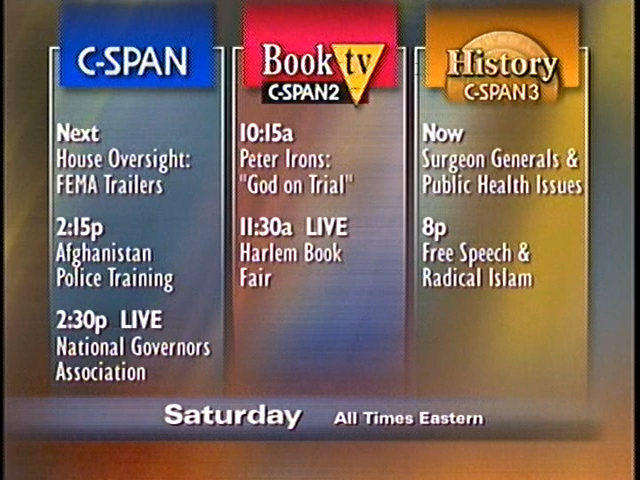 C-SPAN
Next
House Oversight:
FEMA Trailers
2:15p
Afghanistan
Police Training
2:30p LIVE
National Governors
Association
Book tv
C-SPAN2
10:15a
Peter Irons:
"God on Trial"
11:30a LIVE
Harlem Book
Fair
History
C-SPAN3
Now
Surgeon Generals &
Public Health Issues
8p
Free Speech &
Radical Islam
Saturday All Times Eastern